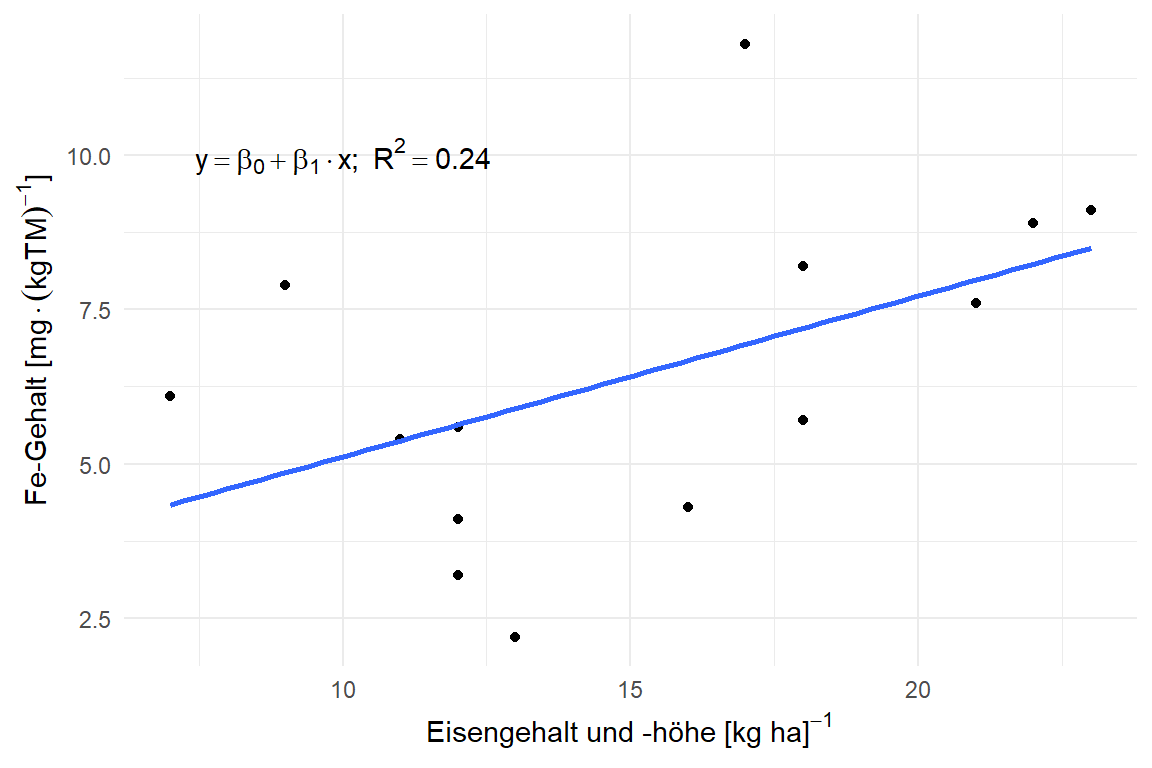 y = β₀ + β₁ · x;  R² = 0.24
10.0
7.5
5.0
2.5
Fe-Gehalt [mg · (kgTM)⁻¹]
10 15 20
Eisengehalt und -höhe [kg ha]⁻¹